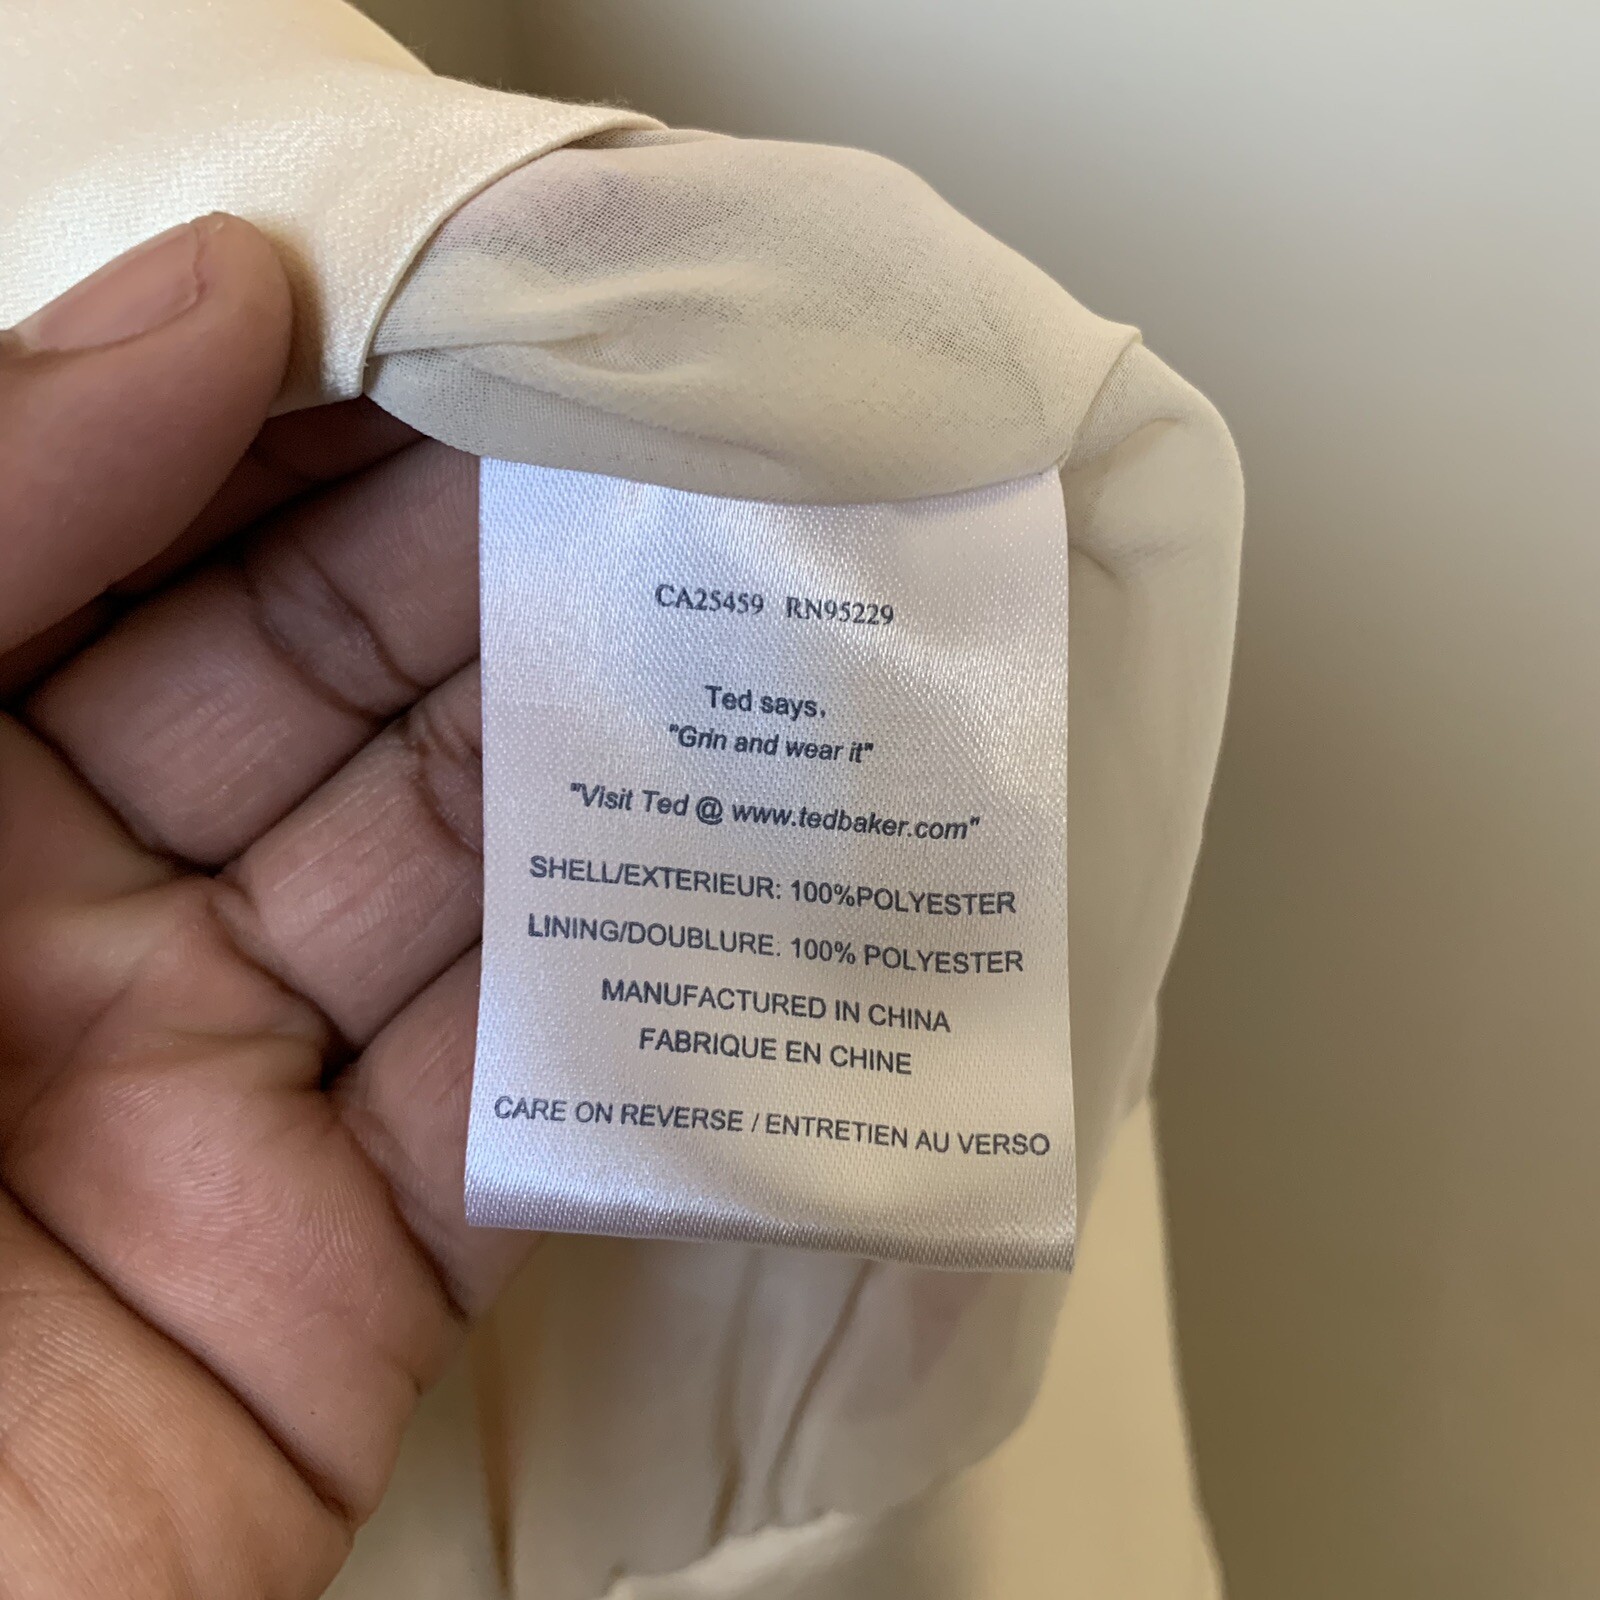 CA25459 RN95229
Ted says,
"Grin and wear it"
"Visit Ted @ www.tedbaker.com"
SHELL/EXTERIEUR: 100%POLYESTER
LINING/DOUBLURE. 100% POLYESTER
MANUFACTURED IN CHINA
FABRIQUE EN CHINE
CARE ON REVERSE / ENTRETIEN AU VERSO